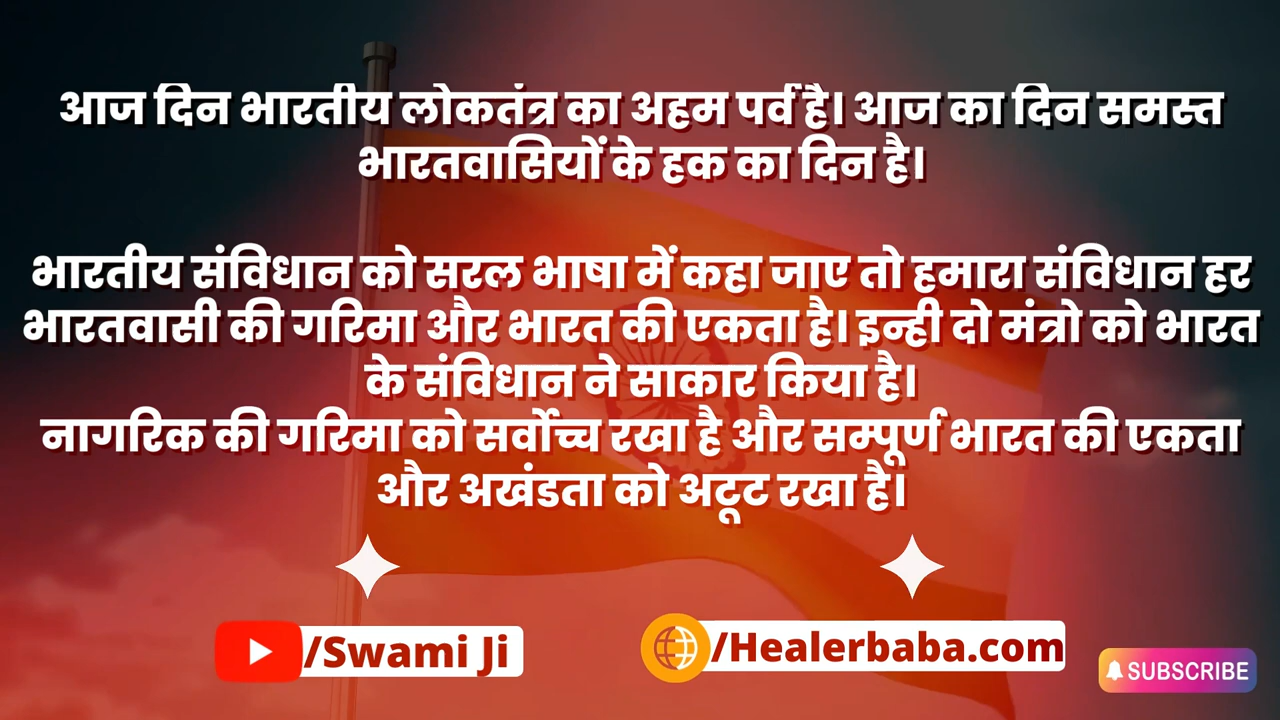 आज दिन भारतीय लोकतंत्र का अहम पर्व है। आज का दिन समस्त
भारतवासियों के हक का दिन है।
भारतीय संविधान को सरल भाषा में कहा जाए तो हमारा संविधान हर
भारतवासी की गरिमा और भारत की एकता है। इन्ही दो मंत्रो को भारत
के संविधान ने साकार किया है।
नागरिक की गरिमा को सर्वोच्च रखा है और सम्पूर्ण भारत की एकता
और अखंडता को अटूट रखा है।
/Swami Ji
/Healerbaba.com
SUBSCRIBE